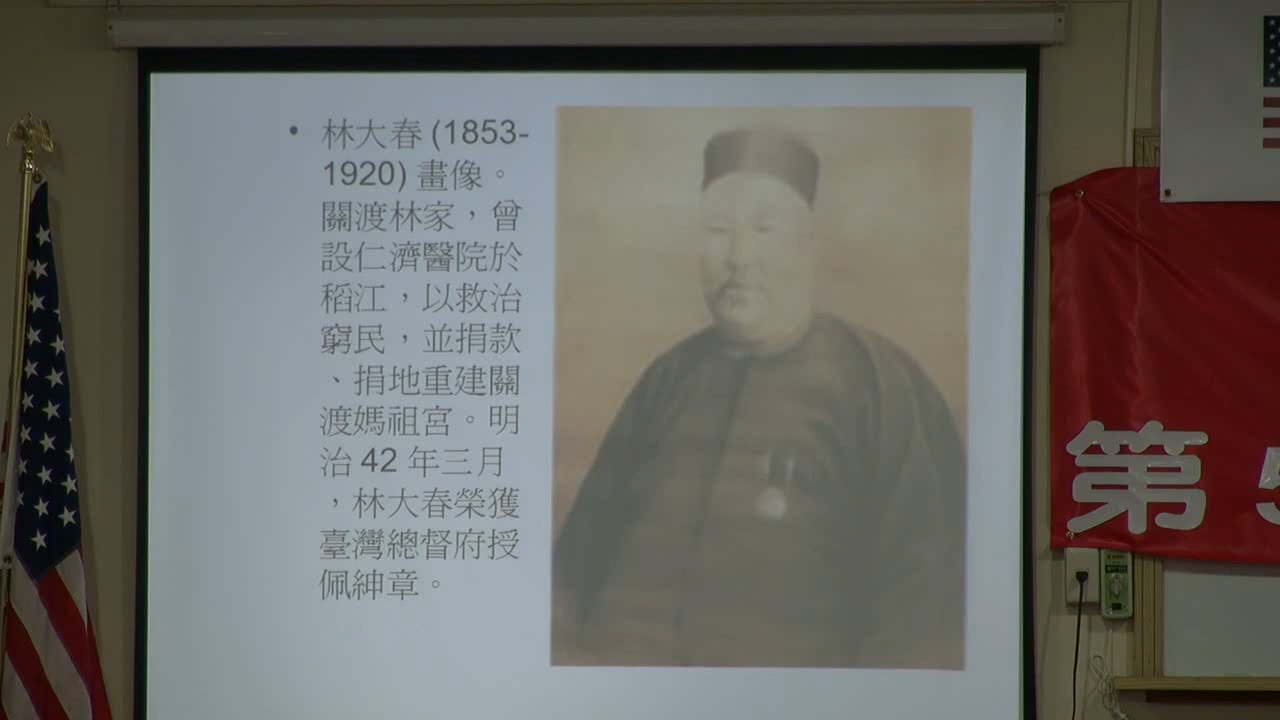 • 林大春 (1853-
1920) 畫像。
關渡林家，曾
設仁濟醫院於
稻江，以救治
窮民，並捐款
、捐地重建關
渡媽祖宮。明
治 42 年三月
，林大春榮獲
臺灣總督府授
佩紳章。
第 5